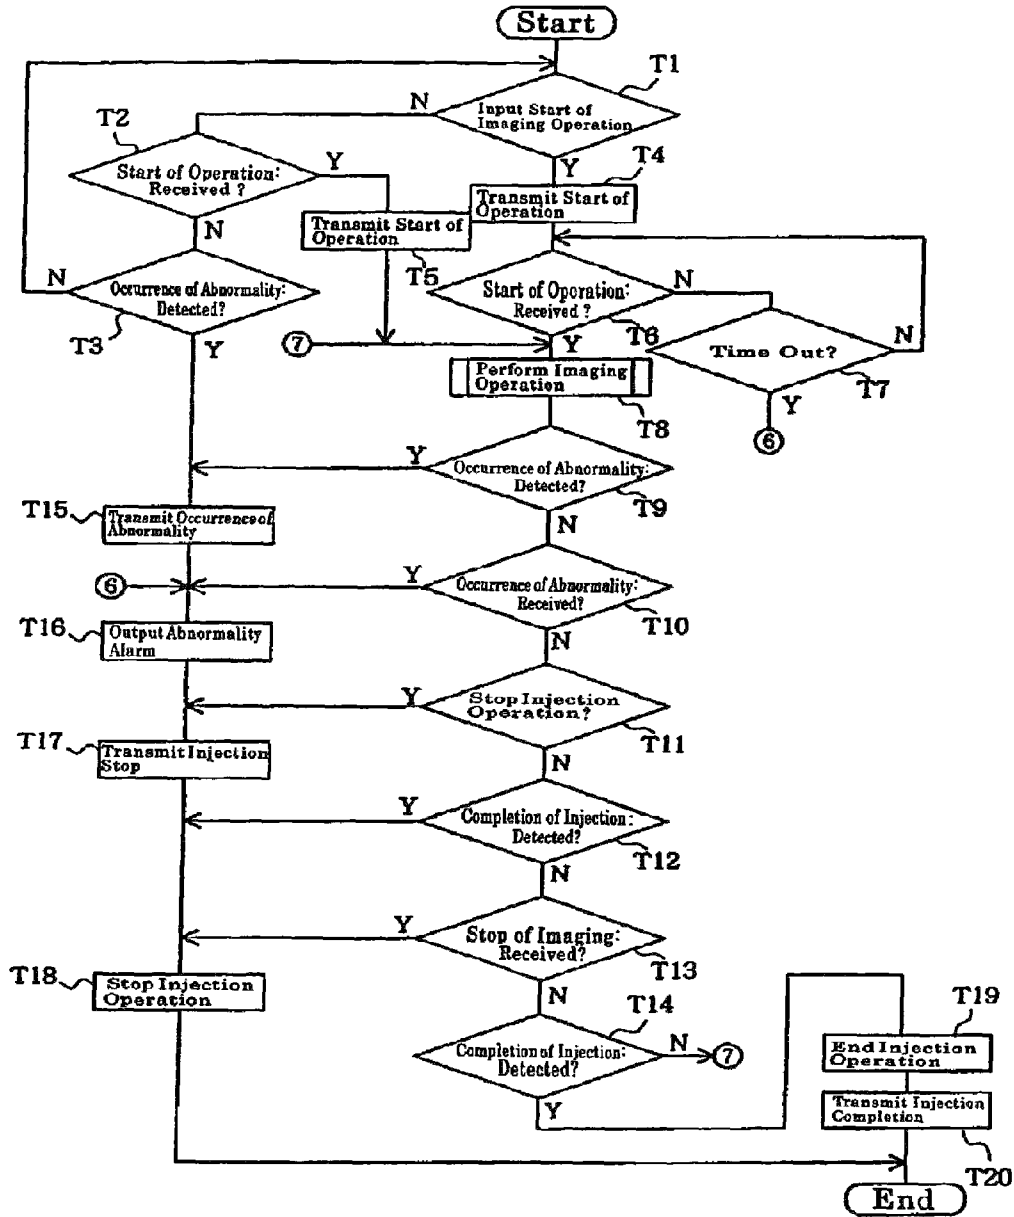 Start
T1
Input Start of
Imaging Operation
N
Y
T2
Start of Operation:
Received ?
Y
N
T4
Transmit Start of
Operation
Transmit Start of
Operation
T5
N
Occurrence of Abnormality:
Detected?
T3
Y
Start of Operation:
Received ?
N
T6
Y
7
Time Out?
N
T7
Y
6
Perform Imaging
Operation
T8
Y
Occurrence of Abnormality:
Detected?
T9
N
T15
Transmit Occurrence of
Abnormality
6
Y
Occurrence of Abnormality:
Received?
T10
N
T16
Output Abnormality
Alarm
Y
Stop Injection
Operation?
T11
N
T17
Transmit Injection
Stop
Y
Completion of Injection:
Detected?
T12
N
Y
Stop of Imaging:
Received?
T13
N
T18
Stop Injection
Operation
T14
Completion of Injection:
Detected?
N
7
Y
T19
End Injection
Operation
Transmit Injection
Completion
T20
End